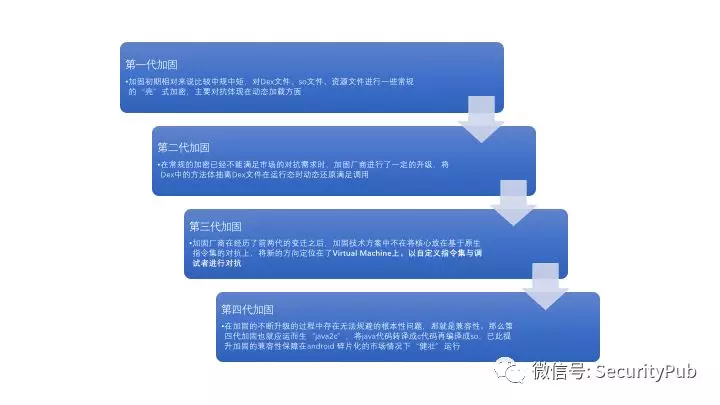 第一代加固
•加固初期相对来说比较中规中矩，对Dex文件、so文件、资源文件进行一些常规
的“壳”式加密，主要对抗体现在动态加载方面
第二代加固
•在常规的加密已经不能满足市场的对抗需求时，加固厂商进行了一定的升级，将
Dex中的方法体抽离Dex文件在运行态时动态还原满足调用
第三代加固
•加固厂商在经历了前两代的变迁之后，加固技术方案中不在将核心放在基于原生
指令集的对抗上，将新的方向定位在了Virtual Machine上。以自定义指令集与调
试者进行对抗
第四代加固
•在加固的不断升级的过程中存在无法规避的根本性问题，那就是兼容性。那么第
四代加固也就应运而生“java2c”，将java代码转译成c代码再编译成so，已此提
升加固的兼容性保障在android 碎片化的市场情况下“健壮”运行
微信号: SecurityPub